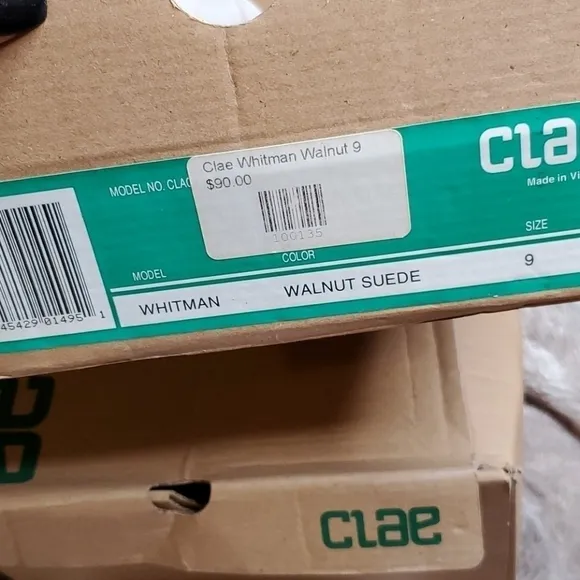 Clae Whitman Walnut 9
$90.00
100135
MODEL NO. CLA
Cla
Made in Vi
MODEL
COLOR
SIZE
WHITMAN
WALNUT SUEDE
9
45429 01495 1
Clae